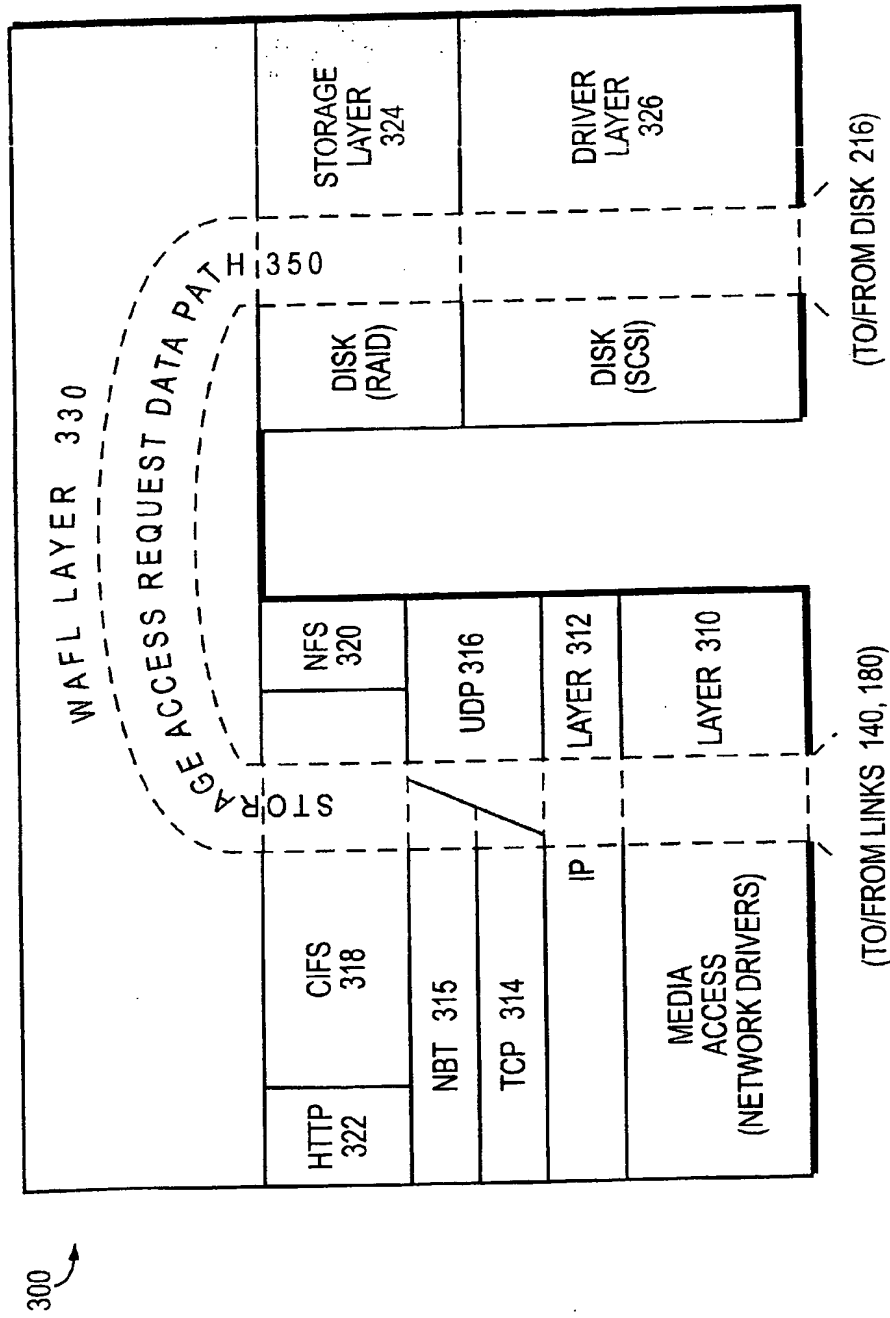 300
WAFL LAYER 330
STORAGE ACCESS REQUEST DATA PATH 350
HTTP
322
CIFS
318
NFS
320
NBT 315
TCP 314
UDP 316
IP
LAYER 312
MEDIA
ACCESS
(NETWORK DRIVERS)
LAYER 310
(TO/FROM LINKS 140, 180)
DISK
(RAID)
STORAGE
LAYER
324
DISK
(SCSI)
DRIVER
LAYER
326
(TO/FROM DISK 216)